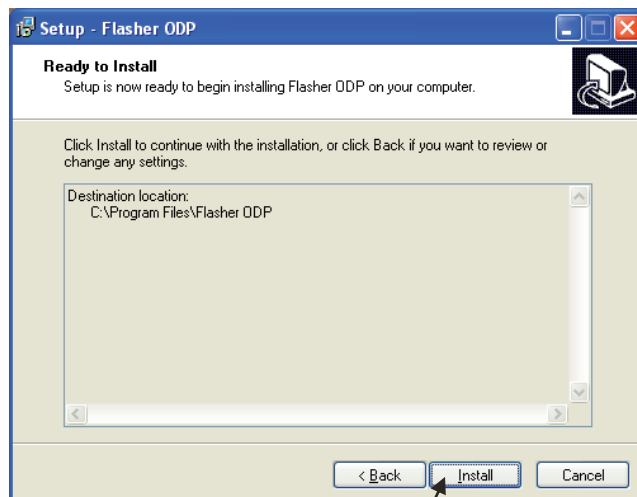 Setup - Flasher ODP
Ready to Install
Setup is now ready to begin installing Flasher ODP on your computer.
Click Install to continue with the installation, or click Back if you want to review or
change any settings.
Destination location:
C:\Program Files\Flasher ODP
< Back
Install
Cancel